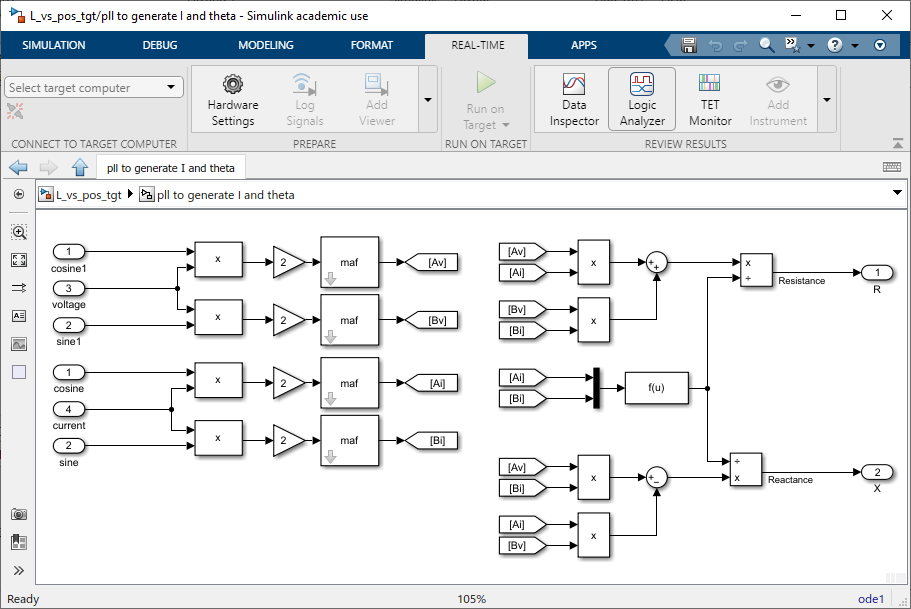 L_vs_pos_tgt/pll to generate I and theta - Simulink academic use
SIMULATION DEBUG MODELING FORMAT REAL-TIME APPS
Select target computer
Hardware Settings
Log Signals
Add Viewer
Run on Target
Data Inspector
Logic Analyzer
TET Monitor
Add Instrument
CONNECT TO TARGET COMPUTER PREPARE RUN ON TARGET REVIEW RESULTS
pll to generate I and theta
L_vs_pos_tgt pll to generate I and theta
1
cosine1
3
voltage
2
sine1
x 2 maf [Av]
x 2 maf [Bv]
1
cosine
4
current
2
sine
x 2 maf [Ai]
x 2 maf [Bi]
[Av]
[Ai]
x
+
+
x
÷
Resistance
1
R
[Bv]
[Bi]
x
[Ai]
[Bi]
f(u)
[Av]
[Bi]
x
+
−
÷
x
Reactance
2
X
[Ai]
[Bv]
x
Ready 105% ode1